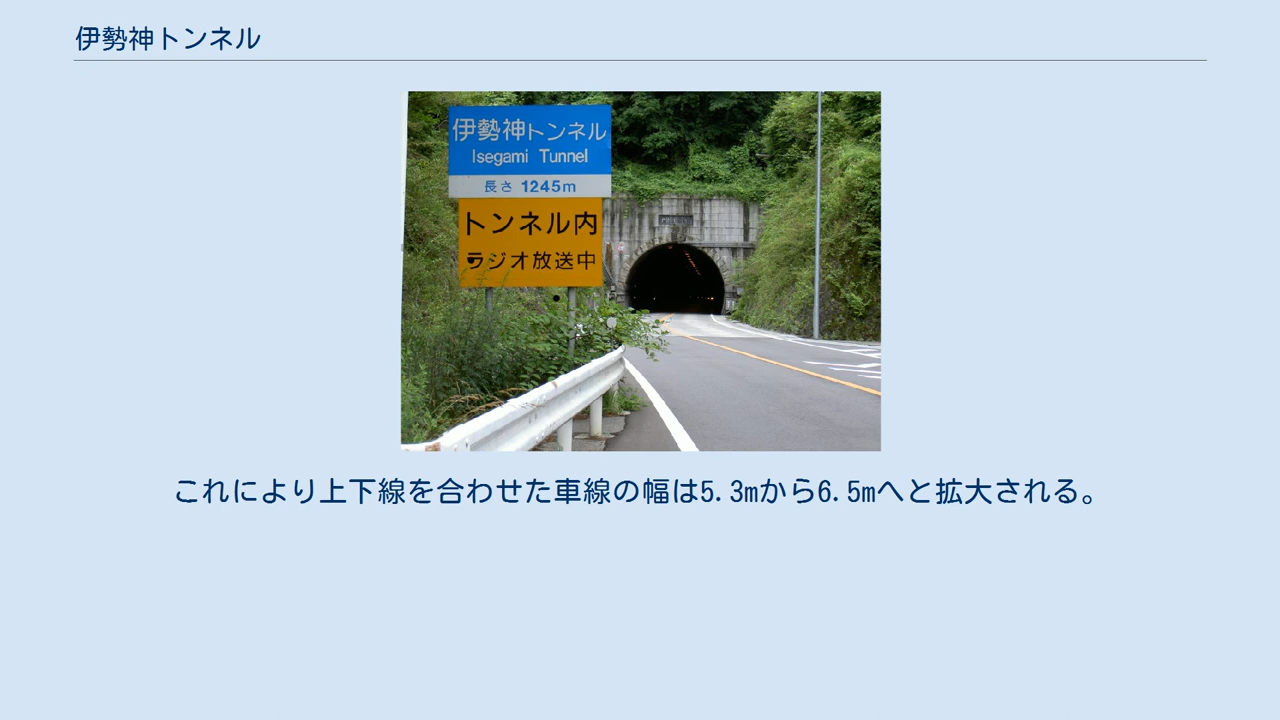 伊勢神トンネル
伊勢神トンネル
Isegami Tunnel
長さ 1245m
トンネル内
ラジオ放送中
これにより上下線を合わせた車線の幅は5.3mから6.5mへと拡大される。